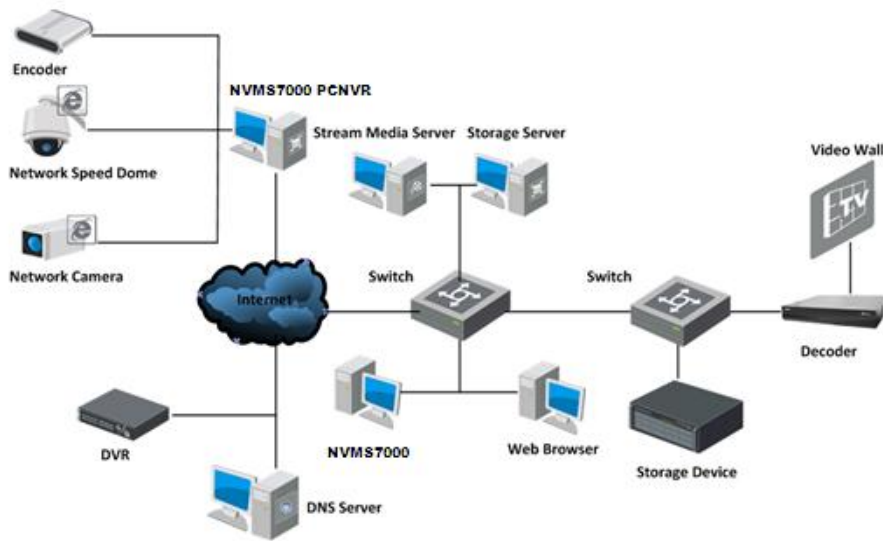 Encoder
NVMS7000 PCNVR
Stream Media Server
Storage Server
Video Wall
TV
Network Speed Dome
Network Camera
Internet
Switch
Switch
Decoder
DVR
NVMS7000
Web Browser
Storage Device
DNS Server